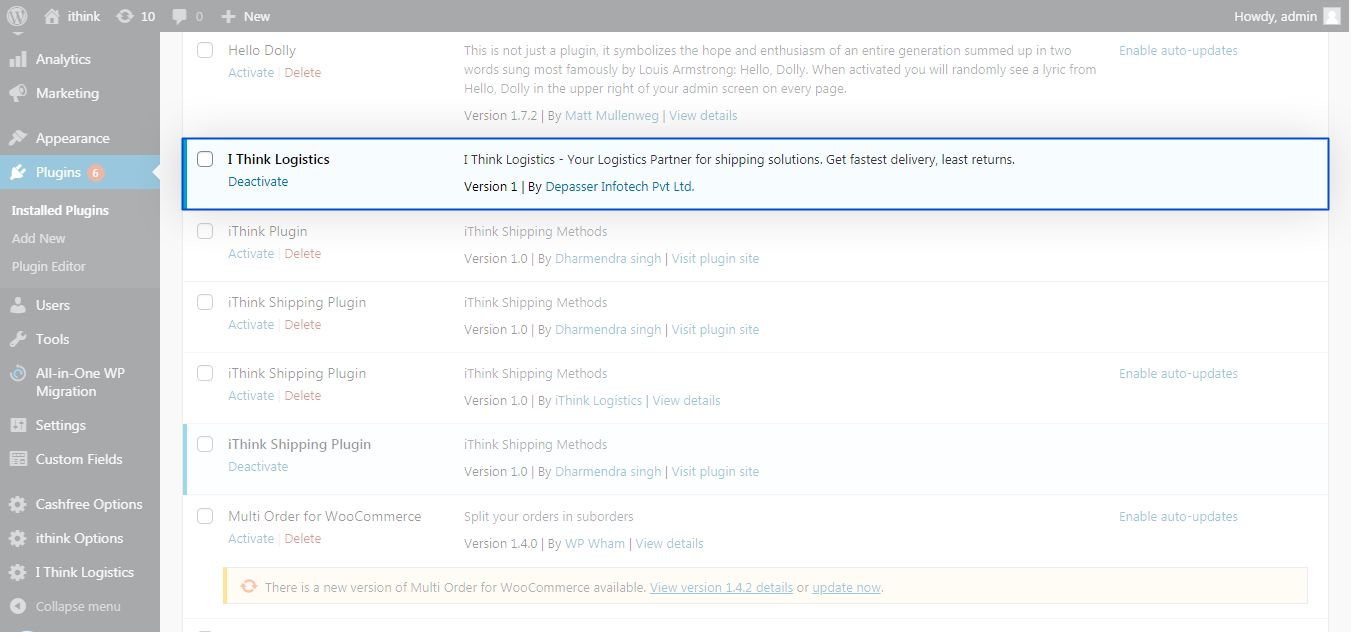 ithink 10 0 New Howdy, admin
Analytics
Marketing
Appearance
Plugins 6
Installed Plugins
Add New
Plugin Editor
Users
Tools
All-in-One WP
Migration
Settings
Custom Fields
Cashfree Options
ithink Options
I Think Logistics
Collapse menu
Hello Dolly
Activate | Delete
This is not just a plugin, it symbolizes the hope and enthusiasm of an entire generation summed up in two
words sung most famously by Louis Armstrong: Hello, Dolly. When activated you will randomly see a lyric from
Hello, Dolly in the upper right of your admin screen on every page.
Version 1.7.2 | By Matt Mullenweg | View details
Enable auto-updates
I Think Logistics
Deactivate
I Think Logistics - Your Logistics Partner for shipping solutions. Get fastest delivery, least returns.
Version 1 | By Depasser Infotech Pvt Ltd.
iThink Plugin
Activate | Delete
iThink Shipping Methods
Version 1.0 | By Dharmendra singh | Visit plugin site
iThink Shipping Plugin
Activate | Delete
iThink Shipping Methods
Version 1.0 | By Dharmendra singh | Visit plugin site
iThink Shipping Plugin
Activate | Delete
iThink Shipping Methods
Version 1.0 | By iThink Logistics | View details
Enable auto-updates
iThink Shipping Plugin
Deactivate
iThink Shipping Methods
Version 1.0 | By Dharmendra singh | Visit plugin site
Multi Order for WooCommerce
Activate | Delete
Split your orders in suborders
Version 1.4.0 | By WP Wham | View details
Enable auto-updates
There is a new version of Multi Order for WooCommerce available. View version 1.4.2 details or update now.